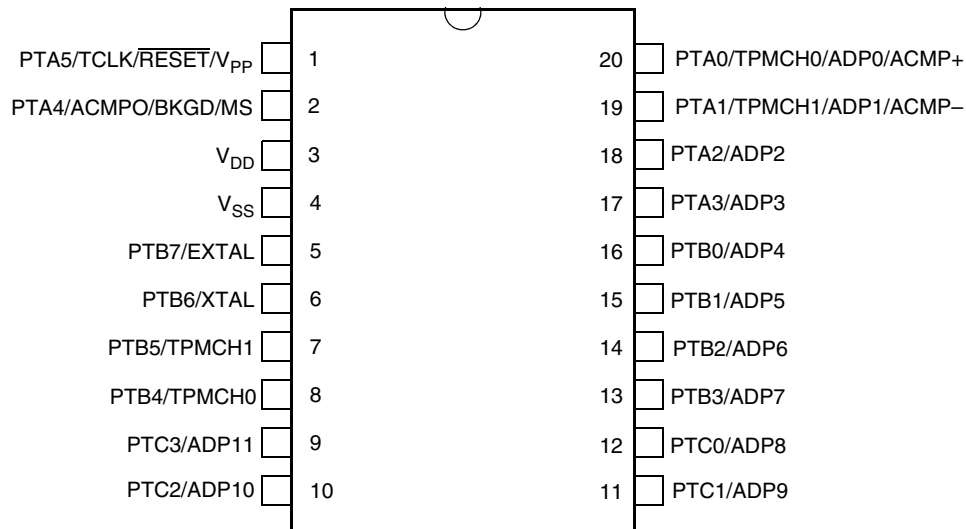 PTA5/TCLK/RESET/VPP 1 20 PTA0/TPMCH0/ADP0/ACMP+
PTA4/ACMPO/BKGD/MS 2 19 PTA1/TPMCH1/ADP1/ACMP–
VDD 3 18 PTA2/ADP2
VSS 4 17 PTA3/ADP3
PTB7/EXTAL 5 16 PTB0/ADP4
PTB6/XTAL 6 15 PTB1/ADP5
PTB5/TPMCH1 7 14 PTB2/ADP6
PTB4/TPMCH0 8 13 PTB3/ADP7
PTC3/ADP11 9 12 PTC0/ADP8
PTC2/ADP10 10 11 PTC1/ADP9